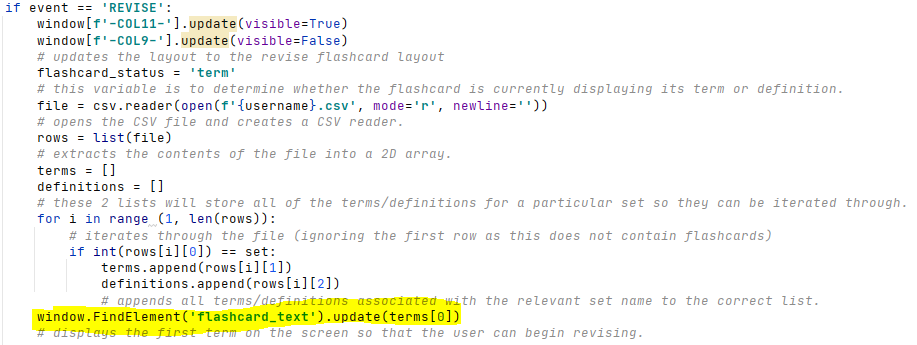 if event == 'REVISE':
    window[f'-COL11-'].update(visible=True)
    window[f'-COL9-'].update(visible=False)
    # updates the layout to the revise flashcard layout
    flashcard_status = 'term'
    # this variable is to determine whether the flashcard is currently displaying its term or definition.
    file = csv.reader(open(f'{username}.csv', mode='r', newline=''))
    # opens the CSV file and creates a CSV reader.
    rows = list(file)
    # extracts the contents of the file into a 2D array.
    terms = []
    definitions = []
    # these 2 lists will store all of the terms/definitions for a particular set so they can be iterated through.
    for i in range (1, len(rows)):
        # iterates through the file (ignoring the first row as this does not contain flashcards)
        if int(rows[i][0]) == set:
            terms.append(rows[i][1])
            definitions.append(rows[i][2])
            # appends all terms/definitions associated with the relevant set name to the correct list.
    window.FindElement('flashcard_text').update(terms[0])
    # displays the first term on the screen so that the user can begin revising.